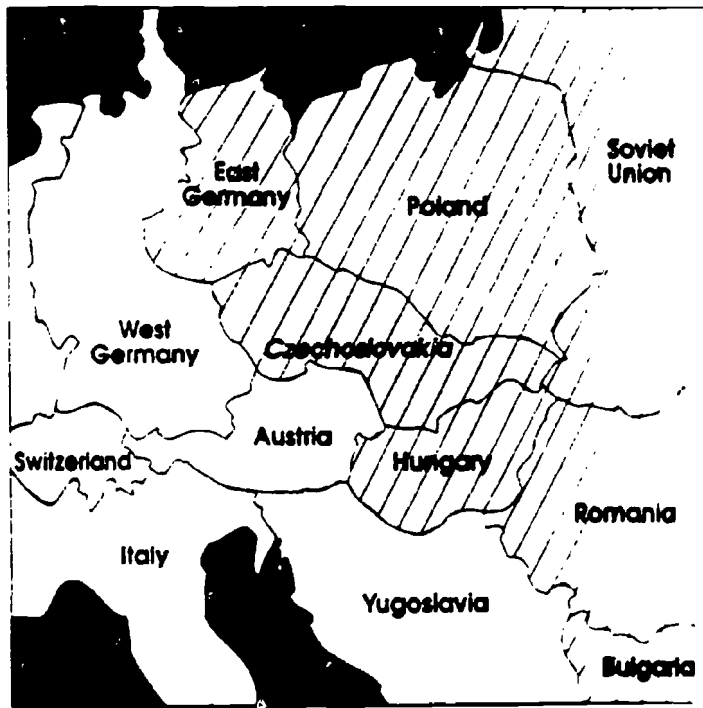 Soviet
Union
East
Germany
Poland
West
Germany
Czechoslovakia
Austria
Switzerland
Hungary
Romania
Italy
Yugoslavia
Bulgaria